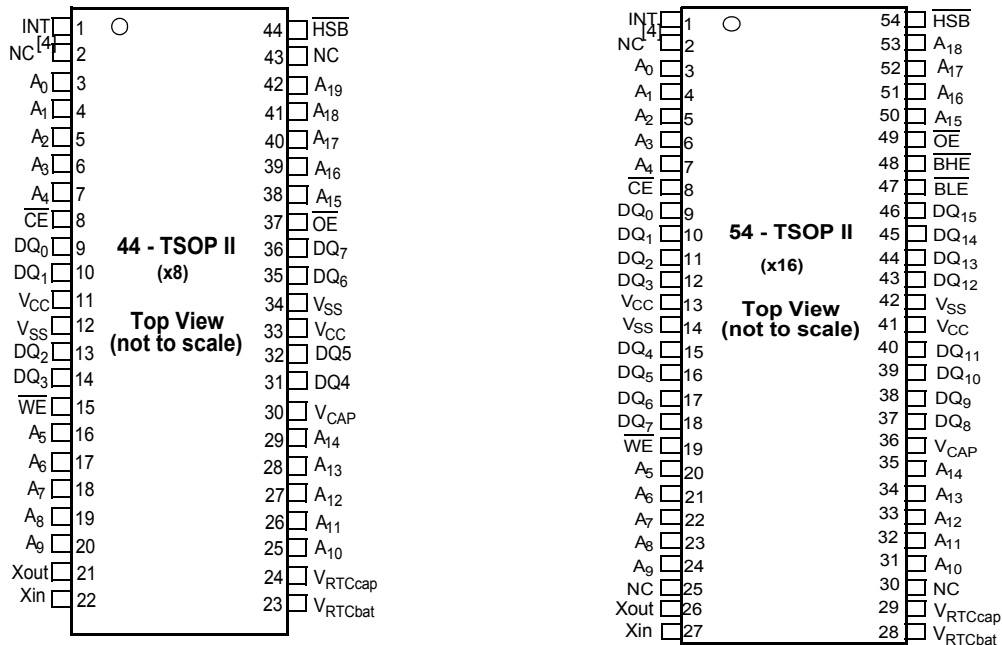 INT 1 44 HSB
[4]
NC 2 43 NC
A0 3 42 A19
A1 4 41 A18
A2 5 40 A17
A3 6 39 A16
A4 7 38 A15
CE 8 37 OE
DQ0 9 36 DQ7
DQ1 10 35 DQ6
VCC 11 34 VSS
VSS 12 33 VCC
DQ2 13 32 DQ5
DQ3 14 31 DQ4
WE 15 30 VCAP
A5 16 29 A14
A6 17 28 A13
A7 18 27 A12
A8 19 26 A11
A9 20 25 A10
Xout 21 24 VRTCcap
Xin 22 23 VRTCbat
44 - TSOP II
(x8)
Top View
(not to scale)
INT 1 54 HSB
[4]
NC 2 53 A18
A0 3 52 A17
A1 4 51 A16
A2 5 50 A15
A3 6 49 OE
A4 7 48 BHE
CE 8 47 BLE
DQ0 9 46 DQ15
DQ1 10 45 DQ14
DQ2 11 44 DQ13
DQ3 12 43 DQ12
VCC 13 42 VSS
VSS 14 41 VCC
DQ4 15 40 DQ11
DQ5 16 39 DQ10
DQ6 17 38 DQ9
DQ7 18 37 DQ8
WE 19 36 VCAP
A5 20 35 A14
A6 21 34 A13
A7 22 33 A12
A8 23 32 A11
A9 24 31 A10
NC 25 30 NC
Xout 26 29 VRTCcap
Xin 27 28 VRTCbat
54 - TSOP II
(x16)
Top View
(not to scale)